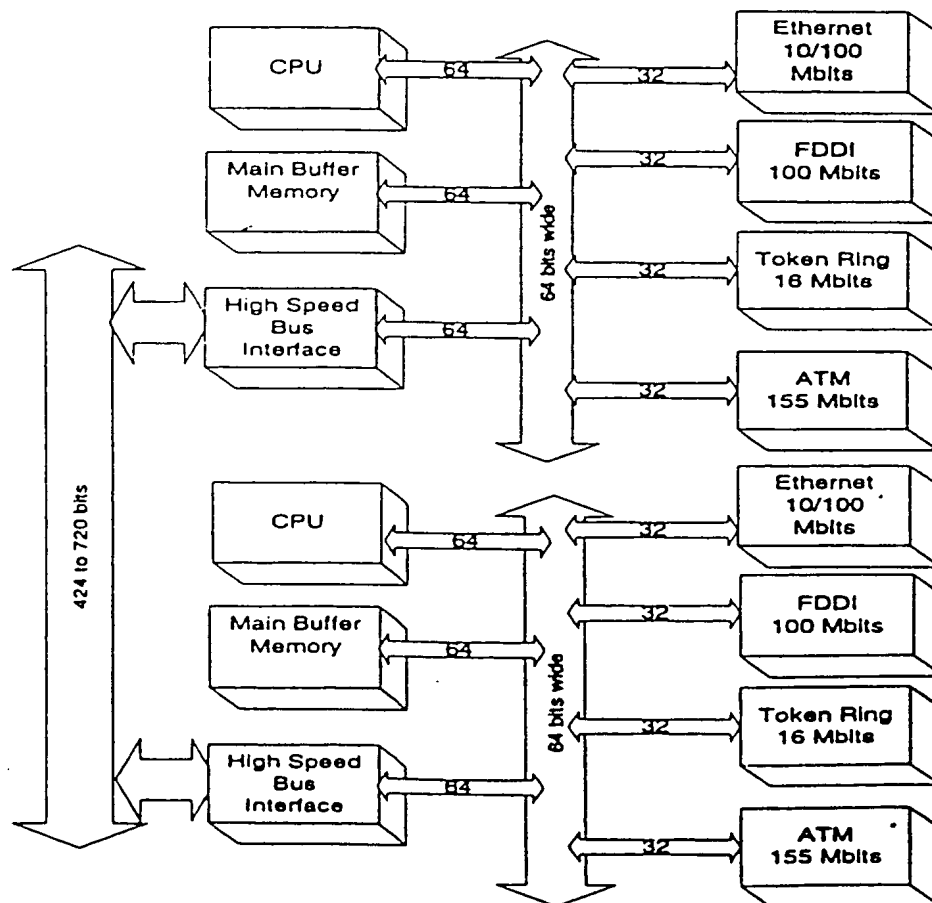 CPU
64
32
Ethernet
10/100
Mbits
Main Buffer
Memory
64
32
FDDI
100 Mbits
64 bits wide
High Speed
Bus
Interface
64
32
Token Ring
16 Mbits
32
ATM
155 Mbits
424 to 720 bits
CPU
64
32
Ethernet
10/100
Mbits
Main Buffer
Memory
64
32
FDDI
100 Mbits
64 bits wide
High Speed
Bus
Interface
64
32
Token Ring
16 Mbits
32
ATM
155 Mbits